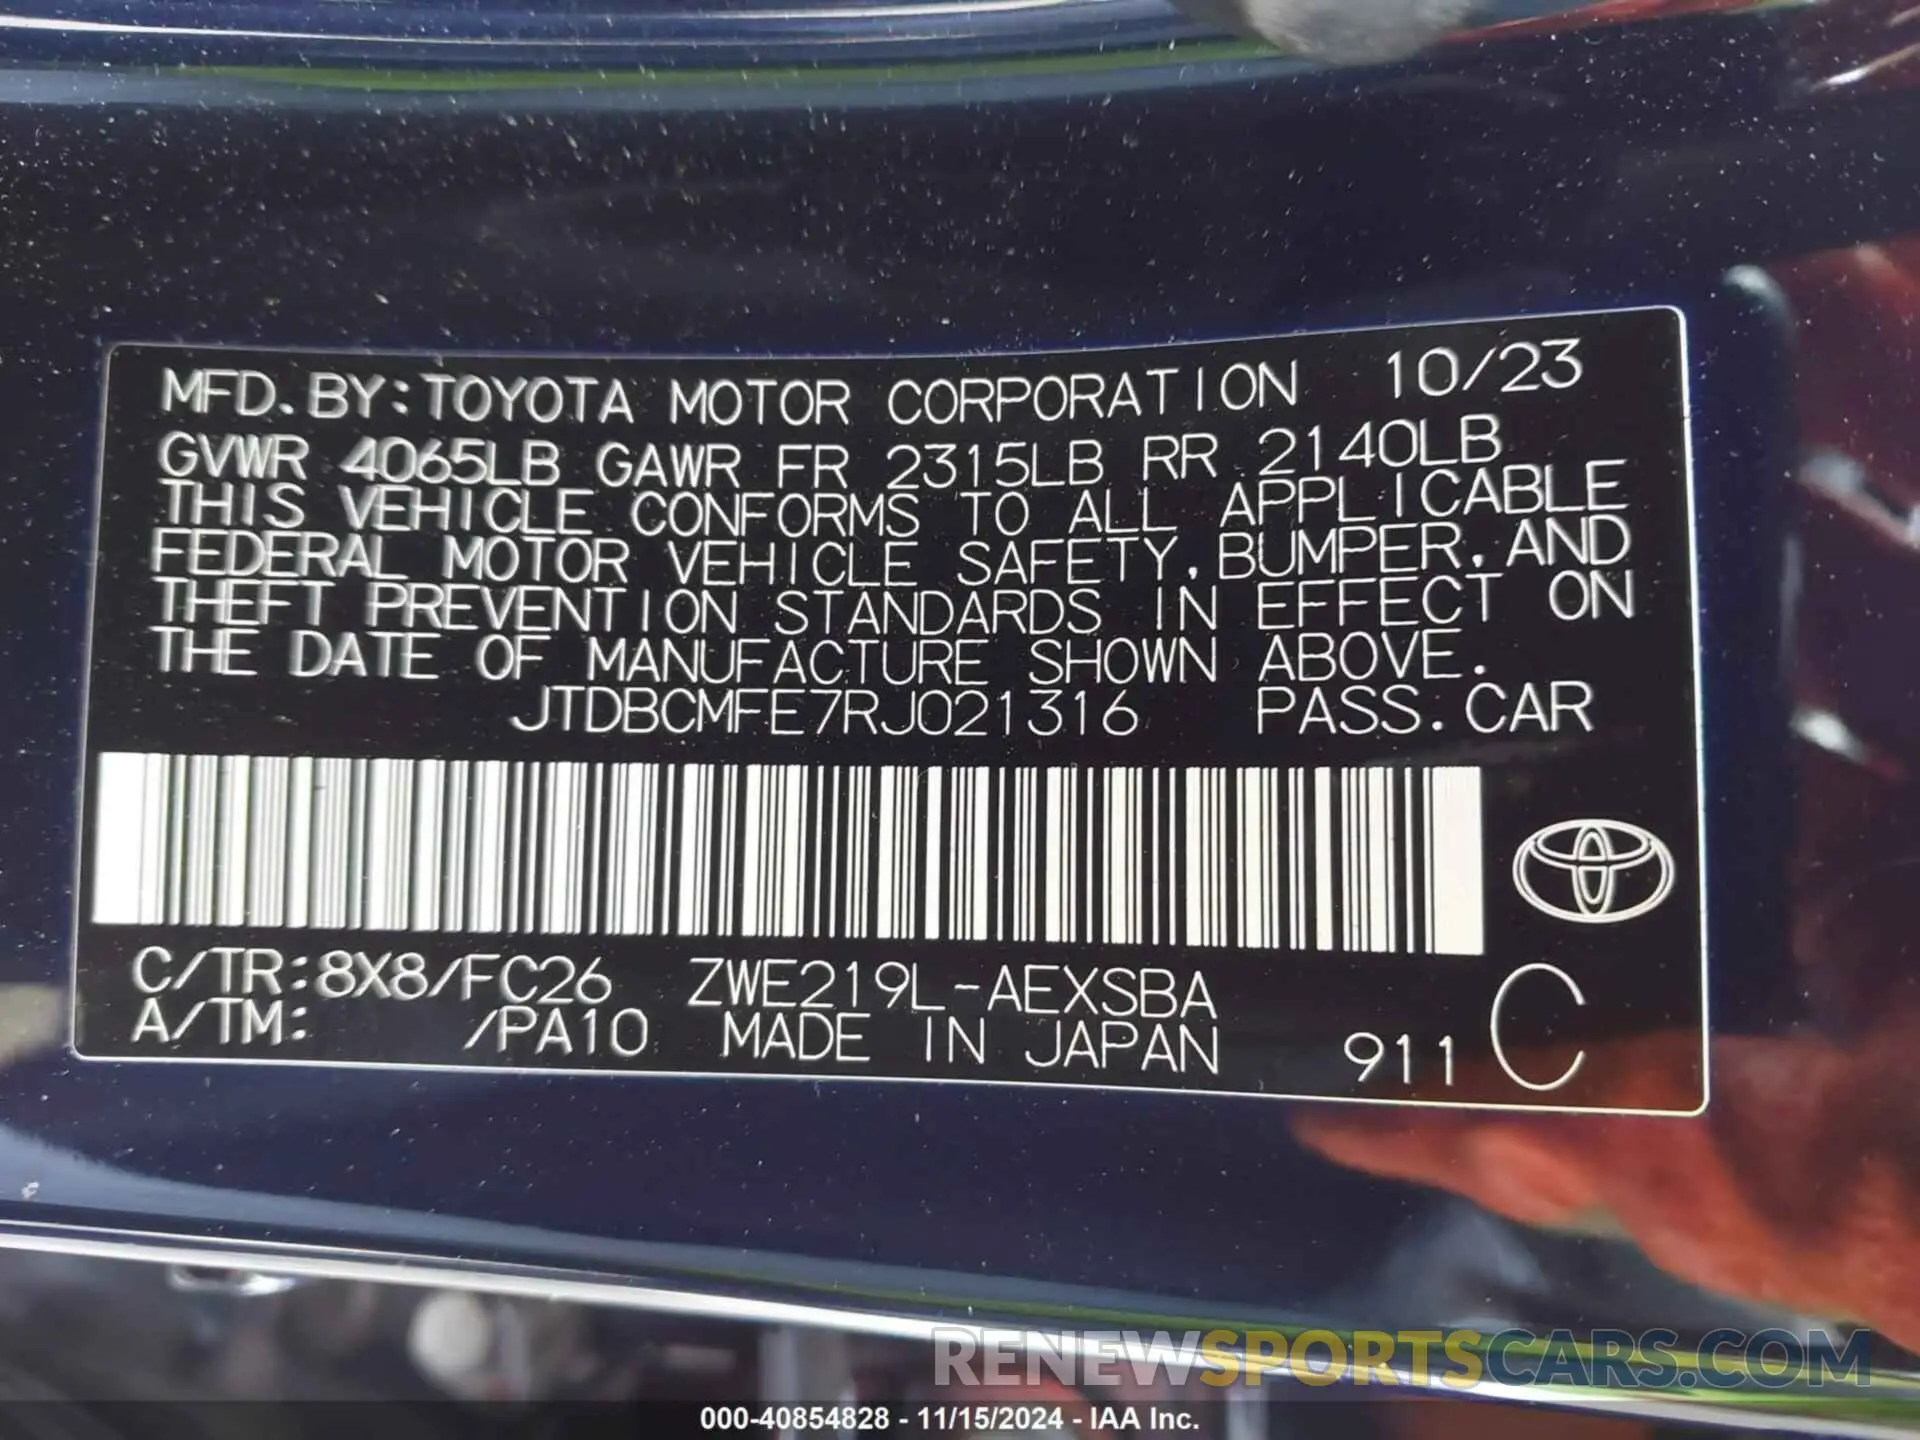 MFD. BY: TOYOTA MOTOR CORPORATION 10/23
GVWR 4065LB GAWR FR 2315LB RR 2140LB
THIS VEHICLE CONFORMS TO ALL APPLICABLE
FEDERAL MOTOR VEHICLE SAFETY, BUMPER, AND
THEFT PREVENTION STANDARDS IN EFFECT ON
THE DATE OF MANUFACTURE SHOWN ABOVE.
JTDBCMFE7RJ021316 PASS. CAR
C/TR: 8X8/FC26 ZWE219L-AEXSBA
A/TM: /PA10 MADE IN JAPAN 911 C
RENEWSPORTSCARS.COM
000-40854828 - 11/15/2024 - IAA Inc.